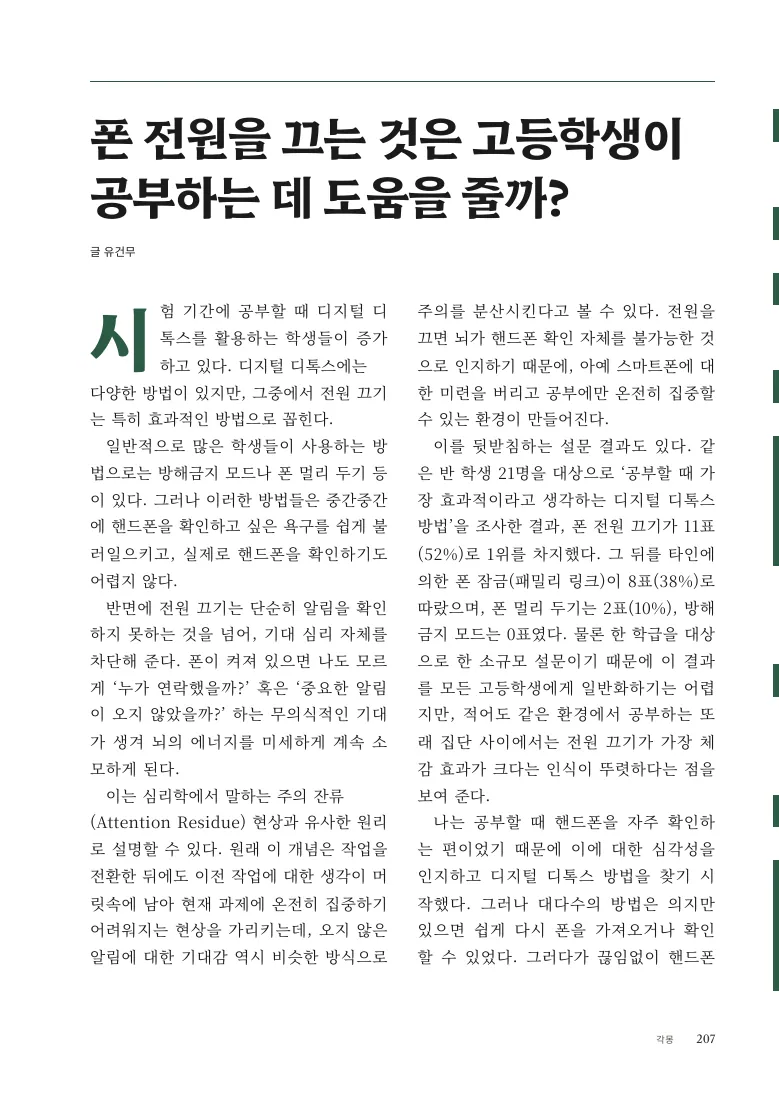 폰 전원을 끄는 것은 고등학생이
공부하는 데 도움을 줄까?
글 유건무
시험 기간에 공부할 때 디지털 디
톡스를 활용하는 학생들이 증가
하고 있다. 디지털 디톡스에는
다양한 방법이 있지만, 그중에서 전원 끄기
는 특히 효과적인 방법으로 꼽힌다.
일반적으로 많은 학생들이 사용하는 방
법으로는 방해금지 모드나 폰 멀리 두기 등
이 있다. 그러나 이러한 방법들은 중간중간
에 핸드폰을 확인하고 싶은 욕구를 쉽게 불
러일으키고, 실제로 핸드폰을 확인하기도
어렵지 않다.
반면에 전원 끄기는 단순히 알림을 확인
하지 못하는 것을 넘어, 기대 심리 자체를
차단해 준다. 폰이 켜져 있으면 나도 모르
게 ‘누가 연락했을까?’ 혹은 ‘중요한 알림
이 오지 않았을까?’ 하는 무의식적인 기대
가 생겨 뇌의 에너지를 미세하게 계속 소
모하게 된다.
이는 심리학에서 말하는 주의 잔류
(Attention Residue) 현상과 유사한 원리
로 설명할 수 있다. 원래 이 개념은 작업을
전환한 뒤에도 이전 작업에 대한 생각이 머
릿속에 남아 현재 과제에 온전히 집중하기
어려워지는 현상을 가리키는데, 오지 않은
알림에 대한 기대감 역시 비슷한 방식으로
주의를 분산시킨다고 볼 수 있다. 전원을
끄면 뇌가 핸드폰 확인 자체를 불가능한 것
으로 인지하기 때문에, 아예 스마트폰에 대
한 미련을 버리고 공부에만 온전히 집중할
수 있는 환경이 만들어진다.
이를 뒷받침하는 설문 결과도 있다. 같
은 반 학생 21명을 대상으로 ‘공부할 때 가
장 효과적이라고 생각하는 디지털 디톡스
방법’을 조사한 결과, 폰 전원 끄기가 11표
(52%)로 1위를 차지했다. 그 뒤를 타인에
의한 폰 잠금(패밀리 링크)이 8표(38%)로
따랐으며, 폰 멀리 두기는 2표(10%), 방해
금지 모드는 0표였다. 물론 한 학급을 대상
으로 한 소규모 설문이기 때문에 이 결과
를 모든 고등학생에게 일반화하기는 어렵
지만, 적어도 같은 환경에서 공부하는 또
래 집단 사이에서는 전원 끄기가 가장 체
감 효과가 크다는 인식이 뚜렷하다는 점을
보여 준다.
나는 공부할 때 핸드폰을 자주 확인하
는 편이었기 때문에 이에 대한 심각성을
인지하고 디지털 디톡스 방법을 찾기 시
작했다. 그러나 대다수의 방법은 의지만
있으면 쉽게 다시 폰을 가져오거나 확인
할 수 있었다. 그러다가 끊임없이 핸드폰
각몽 207